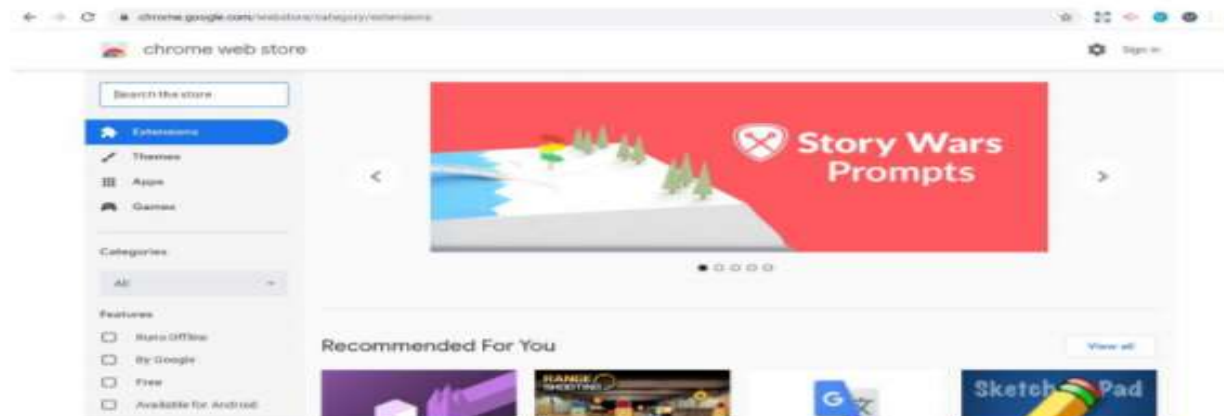 chrome.google.com/webstore/category/extensions
chrome web store
Sign in
Search the store
Extensions
Themes
Apps
Games
Categories
All
Features
Runs Offline
By Google
Free
Available for Android
Story Wars
Prompts
Recommended For You
View all
RANGE
SHOOTING
G
Sketch Pad